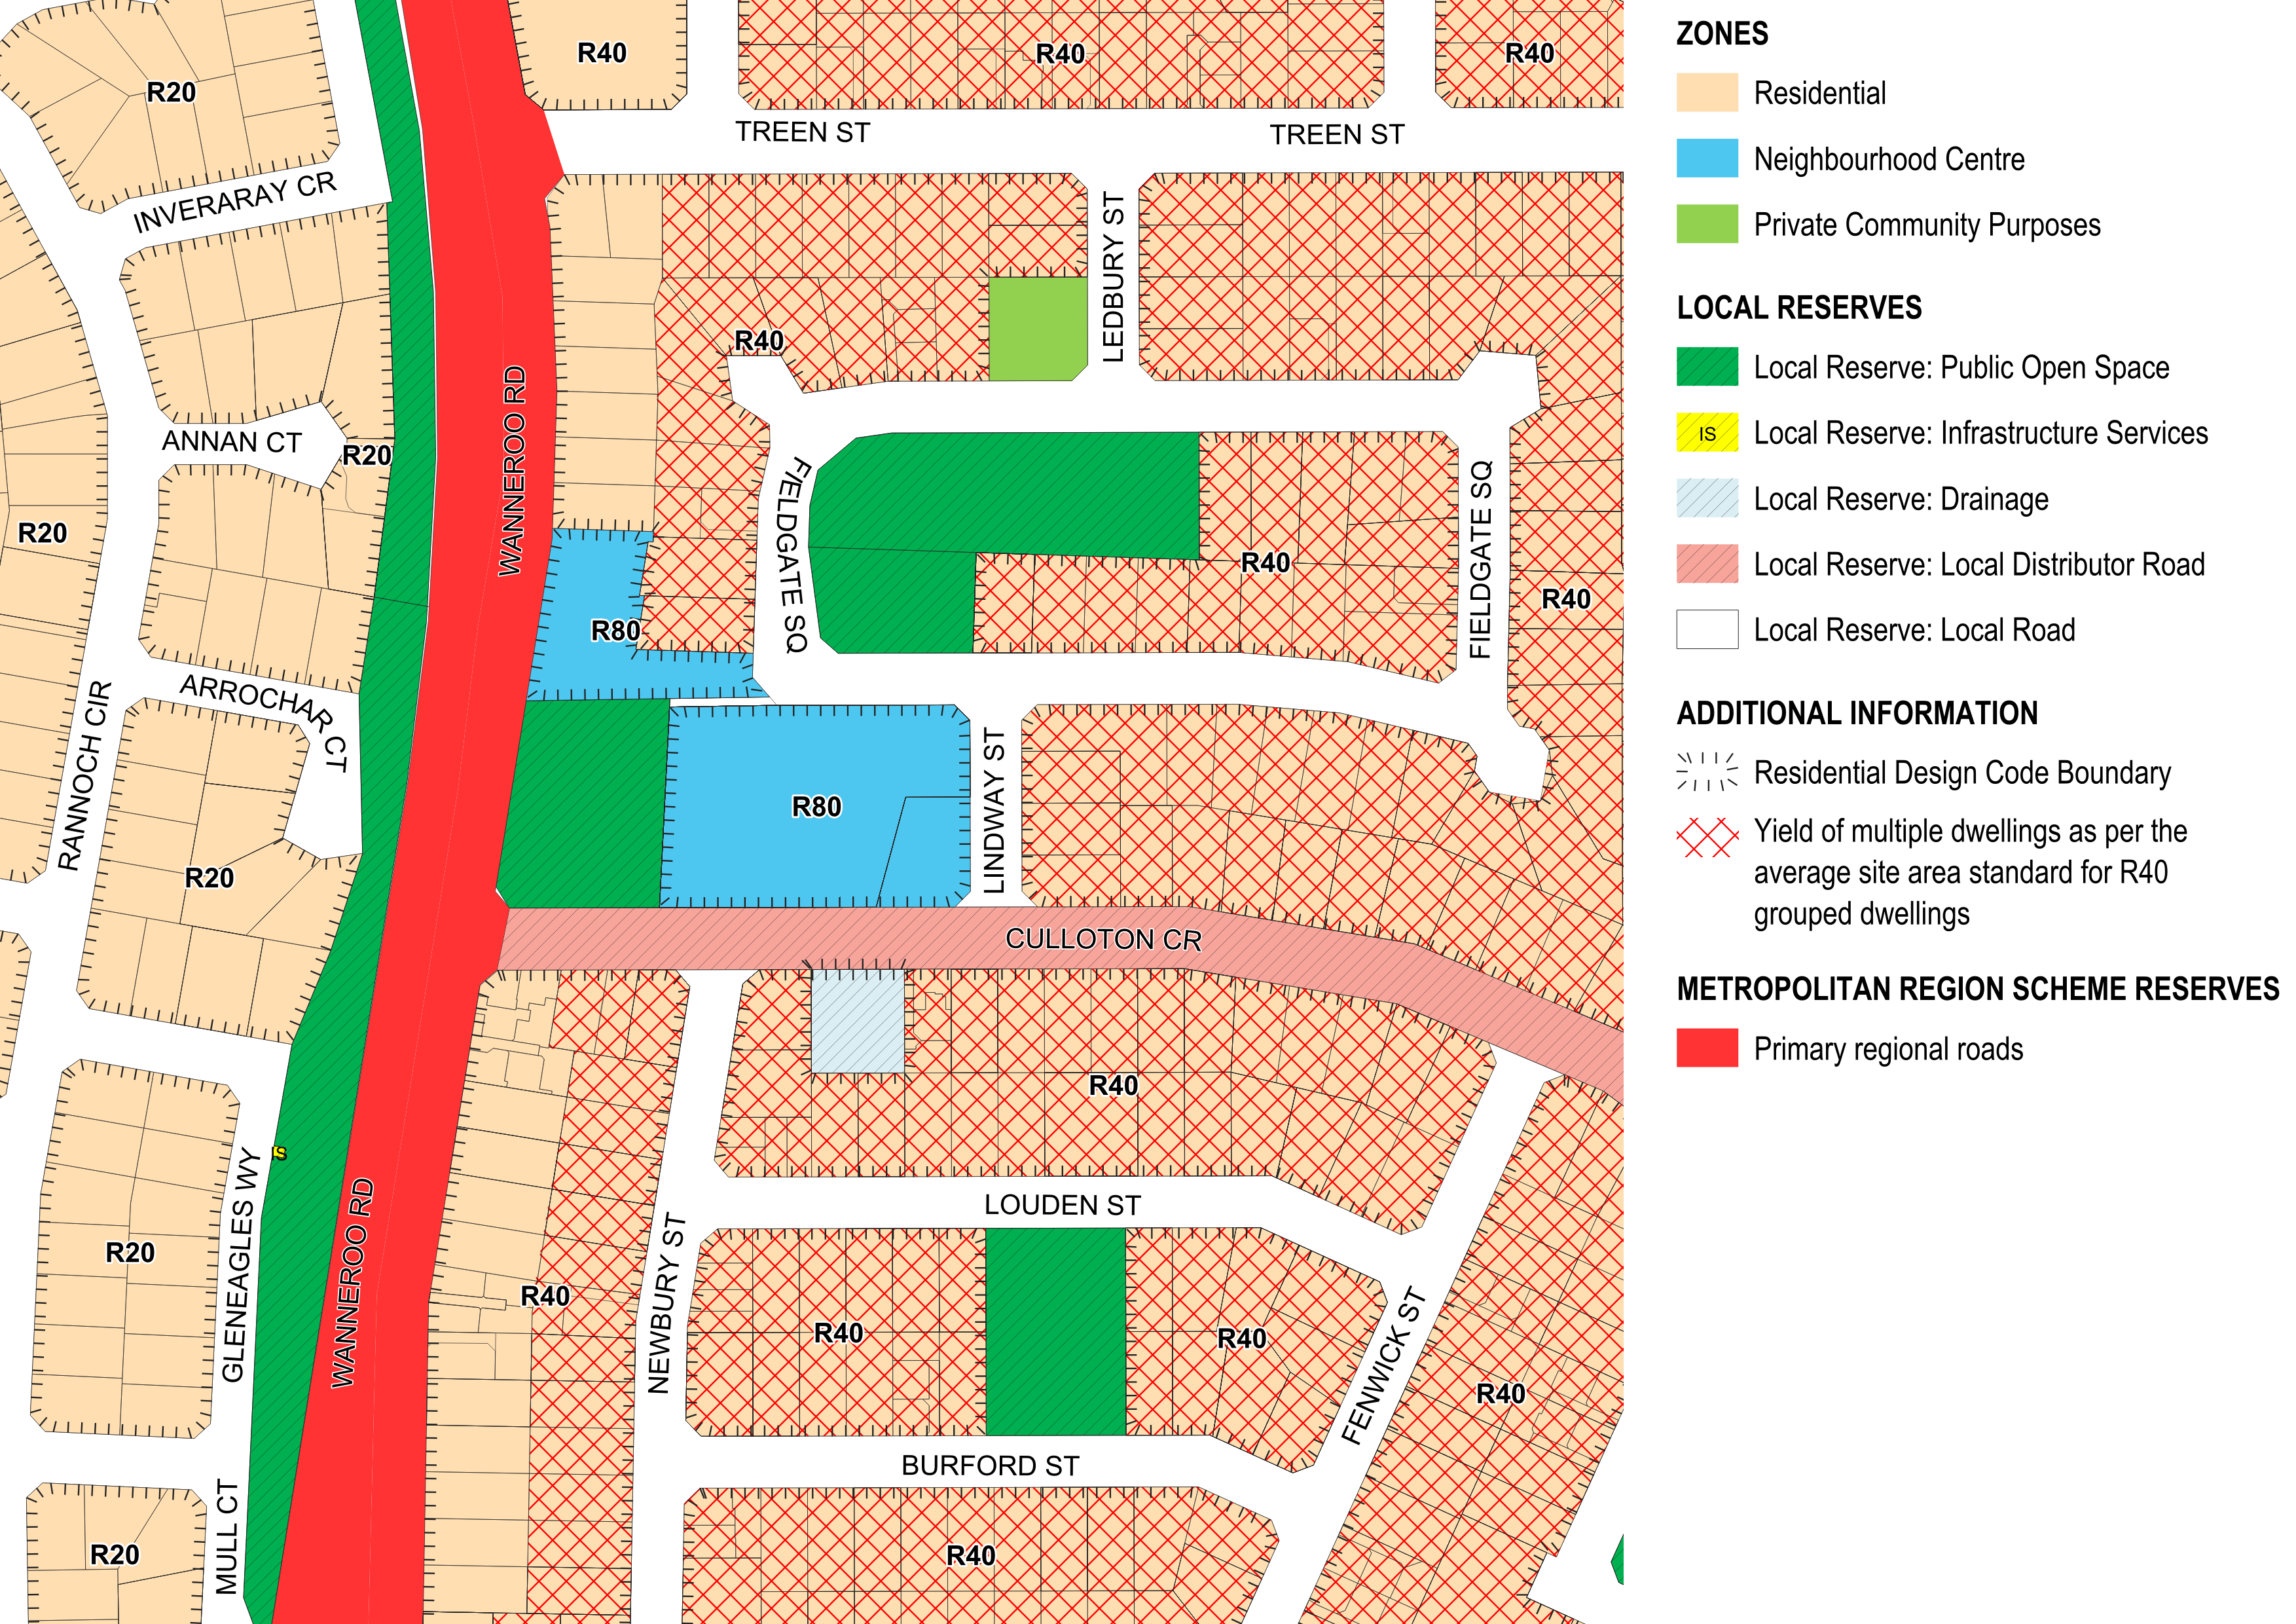 R40
R40
R40
R20
TREEN ST
TREEN ST
INVERARAY CR
LEDBURY ST
R40
WANNEROO RD
ANNAN CT
R20
FIELDGATE SQ
FIELDGATE SQ
R20
R40
R40
R80
ARROCHAR CT
RANNOCH CIR
LINDWAY ST
R80
R20
CULLOTON CR
R40
IS
GLENEAGLES WY
WANNEROO RD
LOUDEN ST
NEWBURY ST
R20
R40
R40
R40
FENWICK ST
R40
BURFORD ST
MULL CT
R20
R40
ZONES
Residential
Neighbourhood Centre
Private Community Purposes
LOCAL RESERVES
Local Reserve: Public Open Space
IS Local Reserve: Infrastructure Services
Local Reserve: Drainage
Local Reserve: Local Distributor Road
Local Reserve: Local Road
ADDITIONAL INFORMATION
Residential Design Code Boundary
Yield of multiple dwellings as per the
average site area standard for R40
grouped dwellings
METROPOLITAN REGION SCHEME RESERVES
Primary regional roads